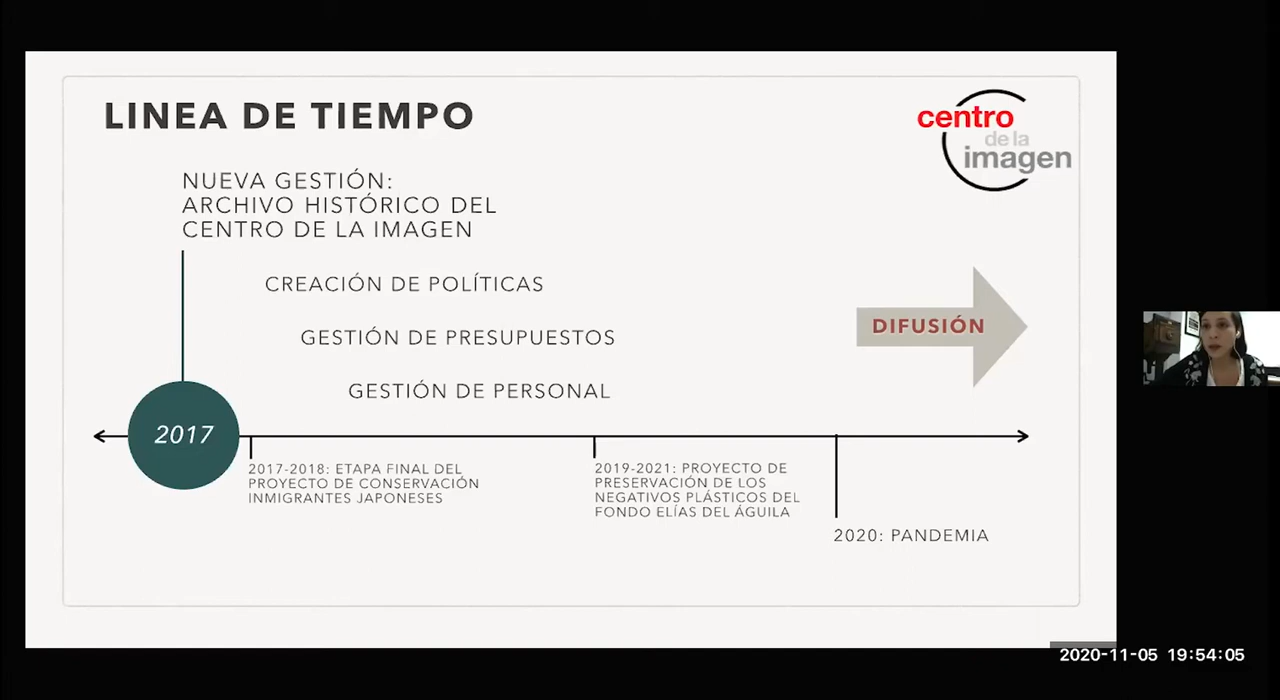 LINEA DE TIEMPO
centro
de la
imagen
NUEVA GESTIÓN:
ARCHIVO HISTÓRICO DEL
CENTRO DE LA IMAGEN
CREACIÓN DE POLÍTICAS
GESTIÓN DE PRESUPUESTOS
DIFUSIÓN
GESTIÓN DE PERSONAL
2017
2017-2018: ETAPA FINAL DEL
PROYECTO DE CONSERVACIÓN
INMIGRANTES JAPONESES
2019-2021: PROYECTO DE
PRESERVACIÓN DE LOS
NEGATIVOS PLÁSTICOS DEL
FONDO ELÍAS DEL ÁGUILA
2020: PANDEMIA
2020-11-05 19:54:05